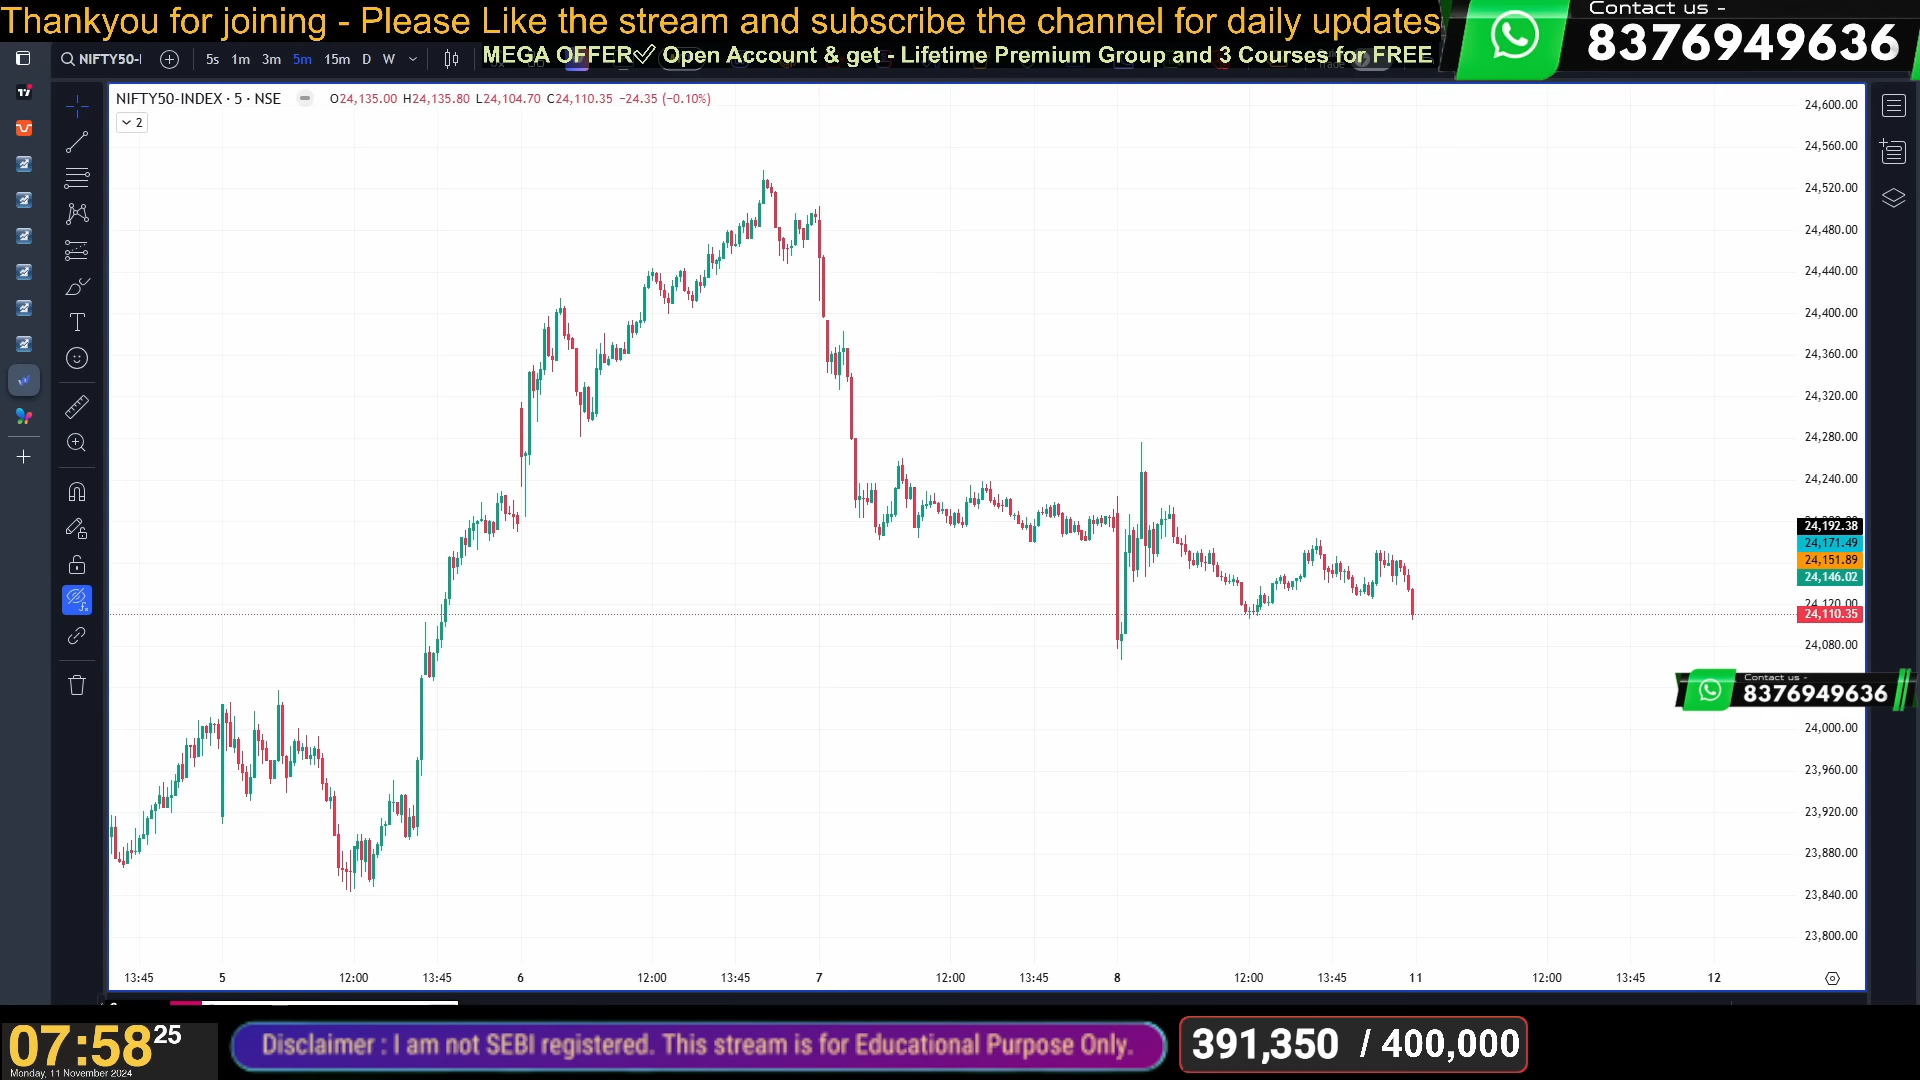 Thankyou for joining - Please Like the stream and subscribe the channel for daily updates
Contact us -
8376949636
MEGA OFFER✅ Open Account & get - Lifetime Premium Group and 3 Courses for FREE
NIFTY50-I
5s 1m 3m 5m 15m D W
NIFTY50-INDEX · 5 · NSE O24,135.00 H24,135.80 L24,104.70 C24,110.35 −24.35 (−0.10%)
2
24,600.00
24,560.00
24,520.00
24,480.00
24,440.00
24,400.00
24,360.00
24,320.00
24,280.00
24,240.00
24,192.38
24,171.49
24,151.89
24,146.02
24,120.00
24,110.35
24,080.00
Contact us -
8376949636
24,000.00
23,960.00
23,920.00
23,880.00
23,840.00
23,800.00
13:45 5 12:00 13:45 6 12:00 13:45 7 12:00 13:45 8 12:00 13:45 11 12:00 13:45 12
07:58 25
Monday, 11 November 2024
Disclaimer : I am not SEBI registered. This stream is for Educational Purpose Only.
391,350 / 400,000